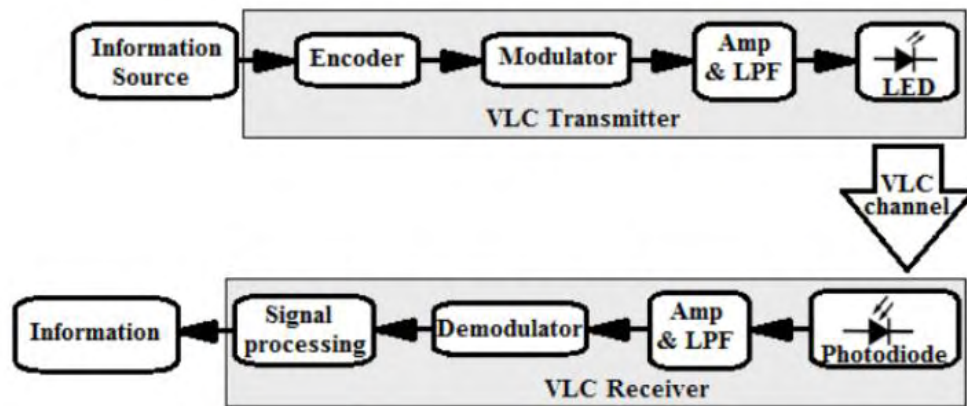 Information
Source
Encoder
Modulator
Amp
& LPF
LED
VLC Transmitter
VLC
channel
Information
Signal
processing
Demodulator
Amp
& LPF
Photodiode
VLC Receiver